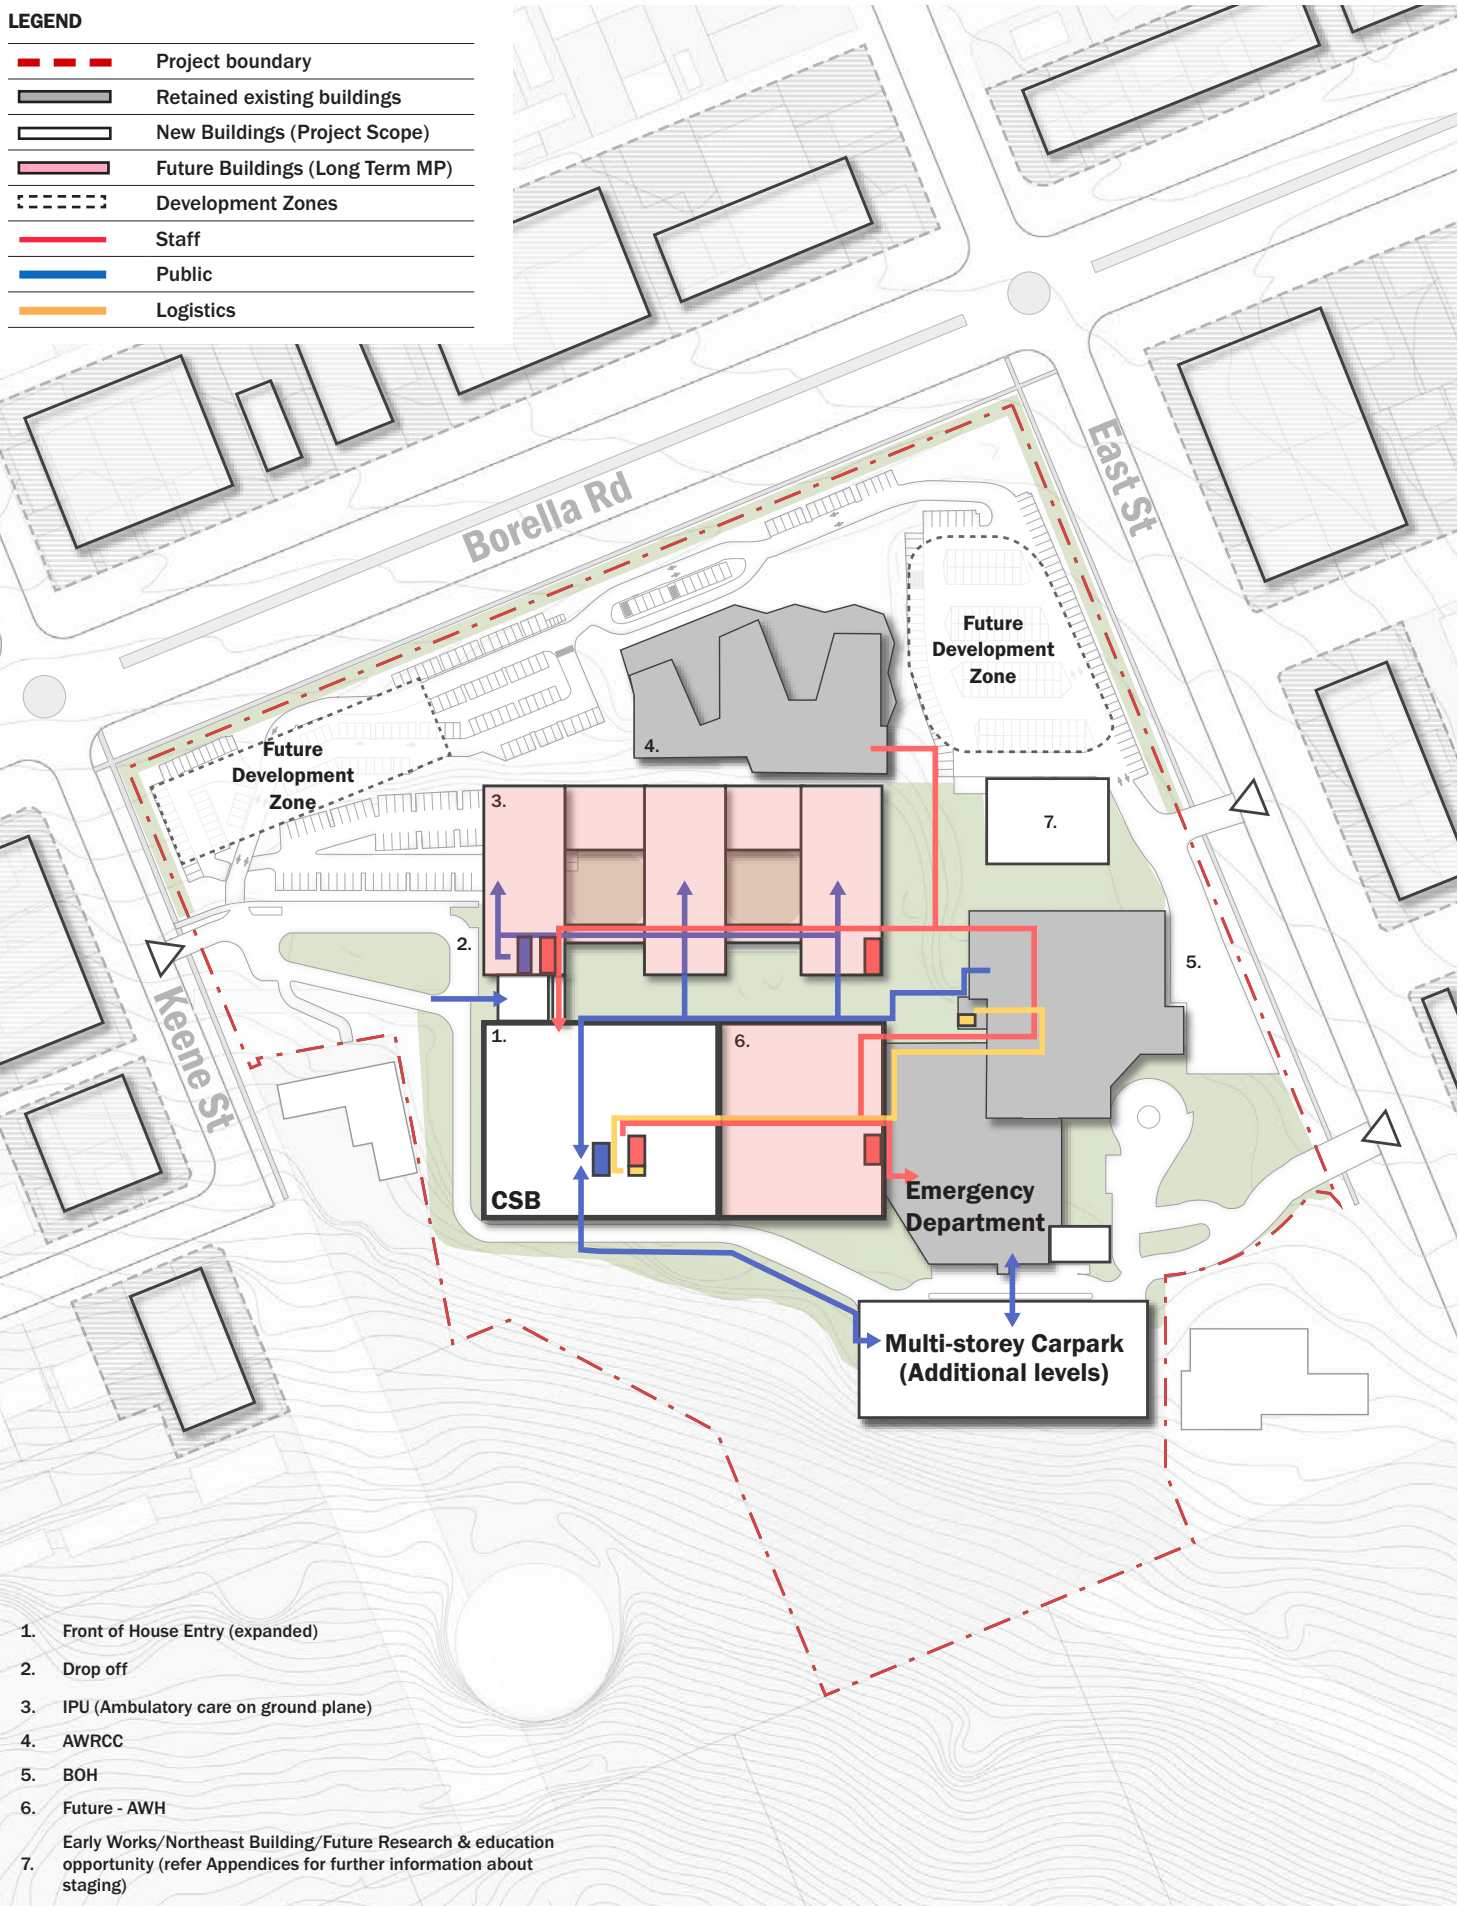 LEGEND
Project boundary
Retained existing buildings
New Buildings (Project Scope)
Future Buildings (Long Term MP)
Development Zones
Staff
Public
Logistics
Borella Rd
East St
Future
Development
Zone
Future
Development
Zone
4.
3.
7.
2.
5.
Keene St
1.
6.
CSB
Emergency
Department
Multi-storey Carpark
(Additional levels)
1. Front of House Entry (expanded)
2. Drop off
3. IPU (Ambulatory care on ground plane)
4. AWRCC
5. BOH
6. Future - AWH
Early Works/Northeast Building/Future Research & education
7. opportunity (refer Appendices for further information about
staging)